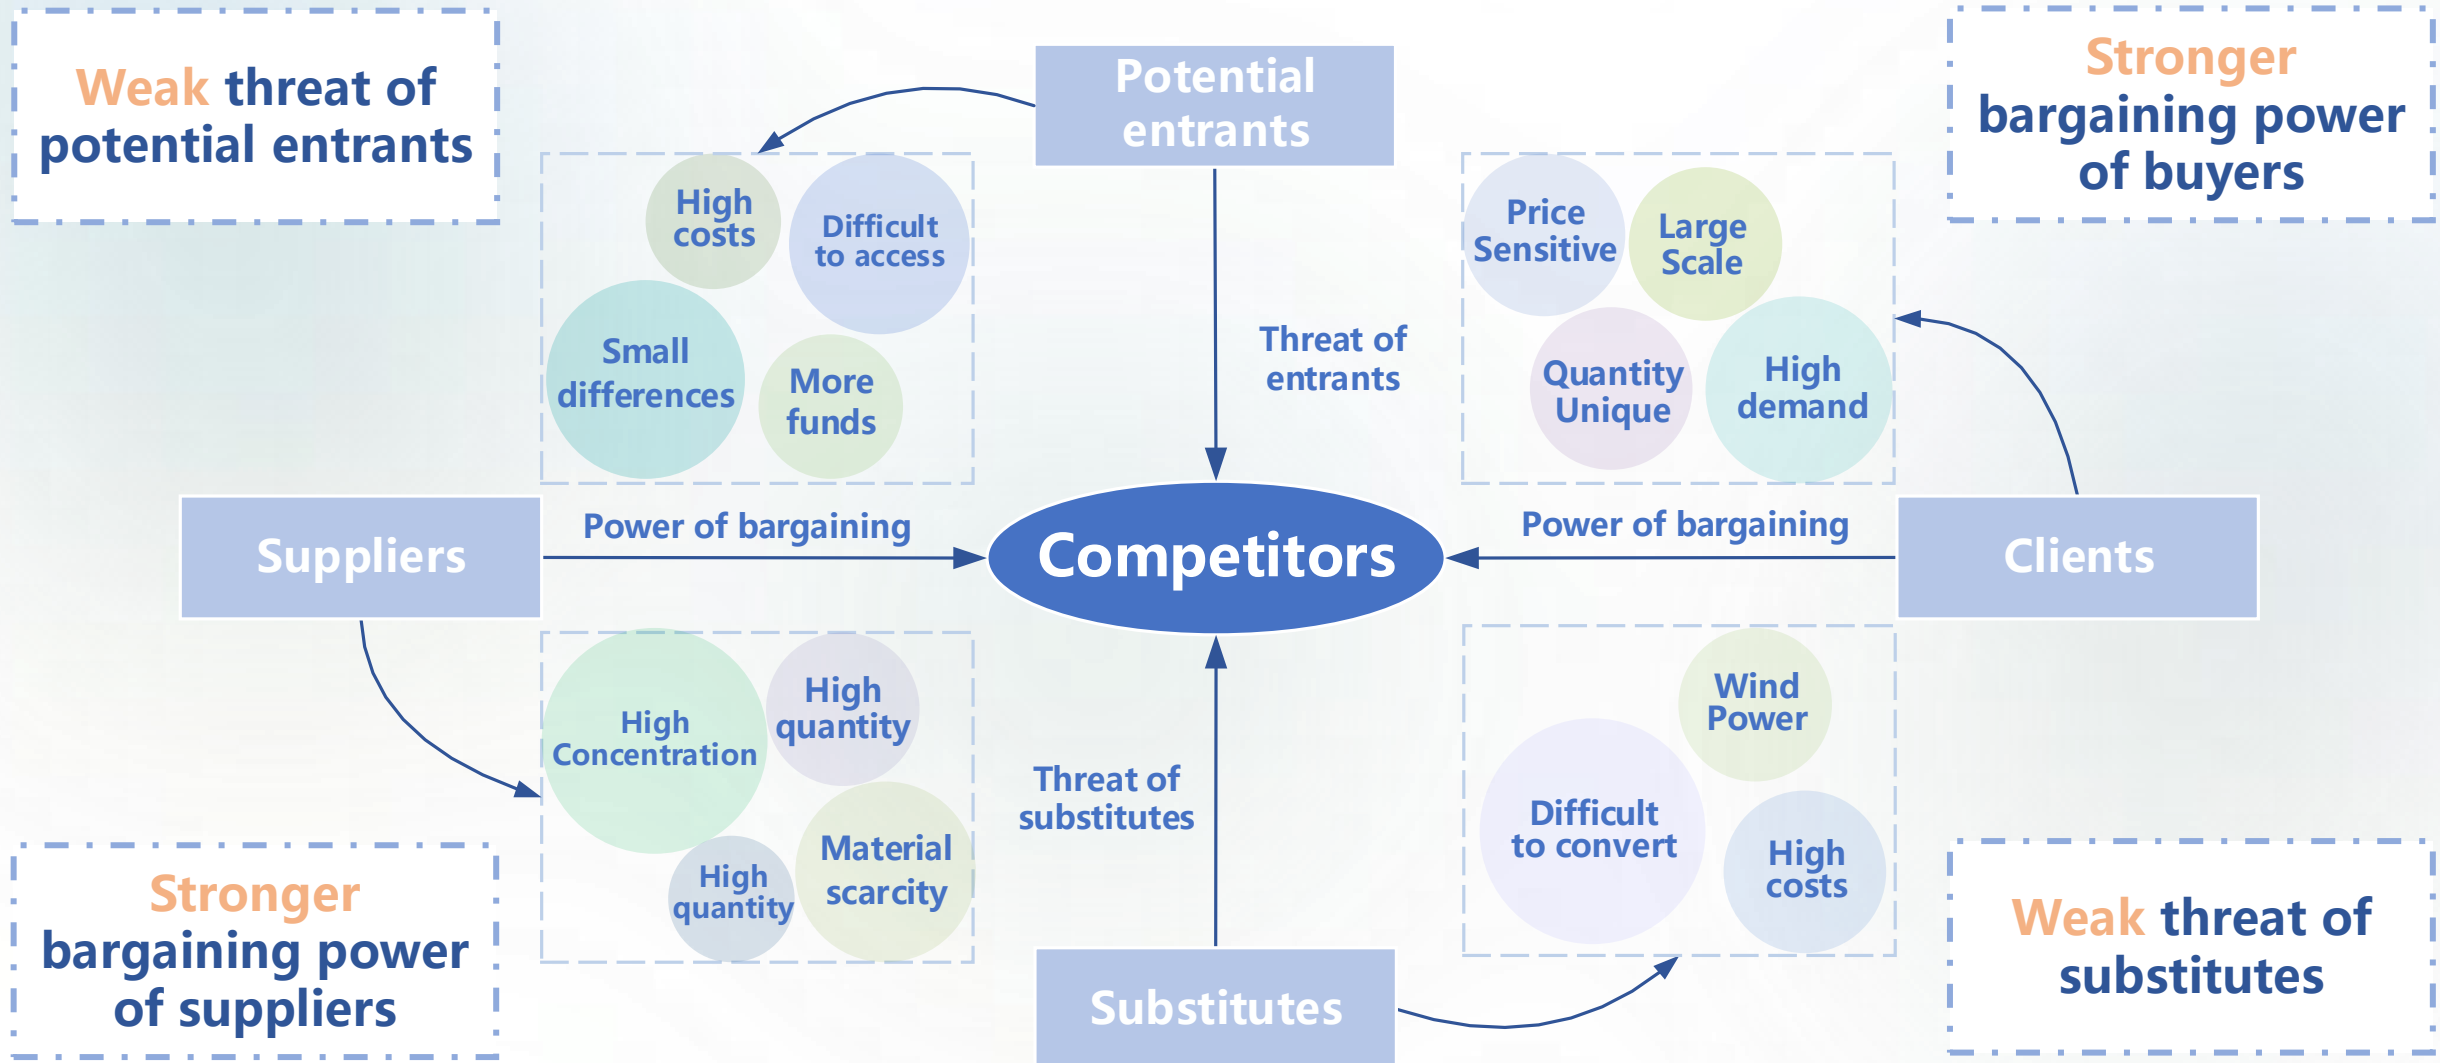 Weak threat of
potential entrants
Potential
entrants
Stronger
bargaining power
of buyers
High
costs
Difficult
to access
Small
differences
More
funds
Threat of
entrants
Price
Sensitive
Large
Scale
Quantity
Unique
High
demand
Suppliers
Power of bargaining
Competitors
Power of bargaining
Clients
High
Concentration
High
quantity
High
quantity
Material
scarcity
Threat of
substitutes
Wind
Power
Difficult
to convert
High
costs
Stronger
bargaining power
of suppliers
Substitutes
Weak threat of
substitutes